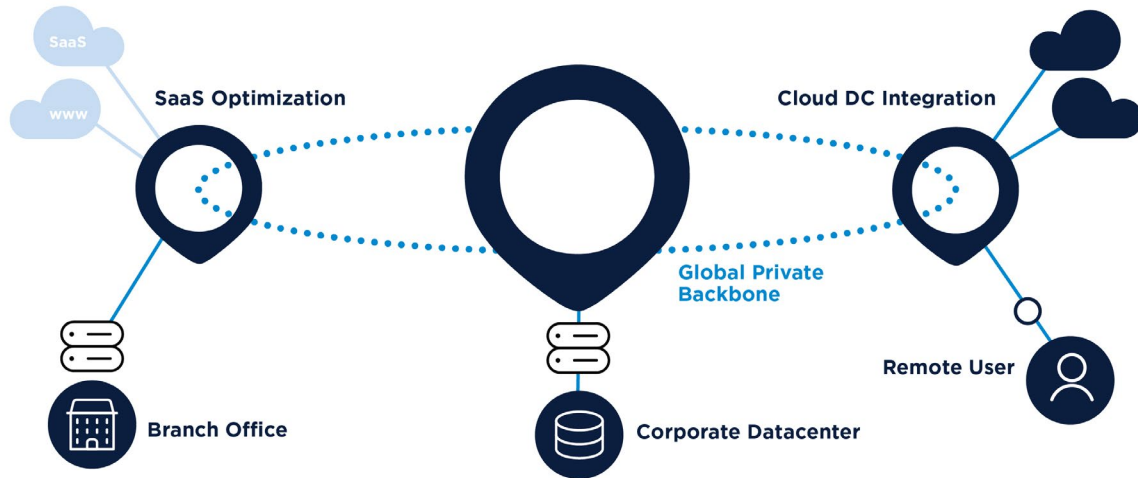 SaaS
www
SaaS Optimization
Cloud DC Integration
Global Private
Backbone
Remote User
Branch Office
Corporate Datacenter